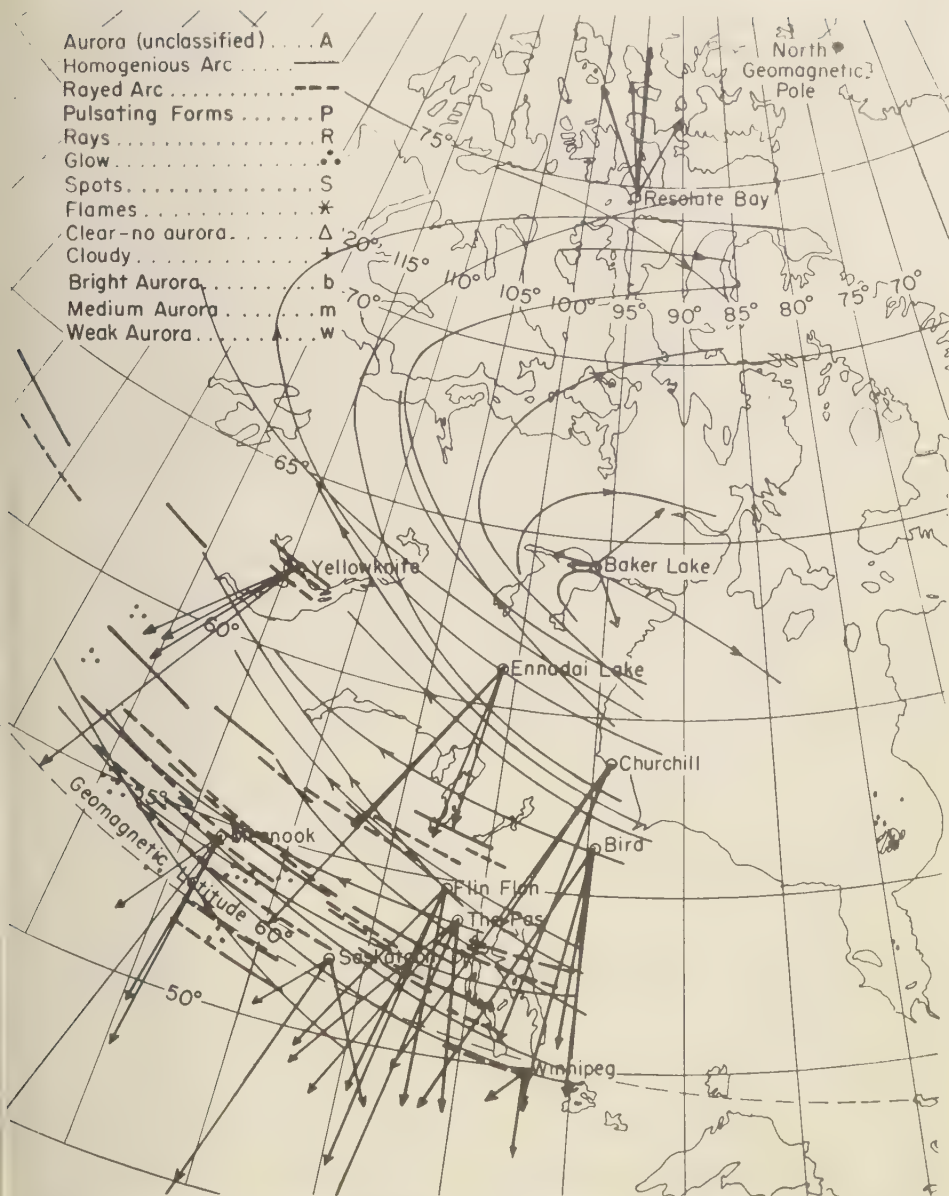 Aurora (unclassified).... A
Homogenious Arc
Rayed Arc
Pulsating Forms ...... P
Rays ............. R
Glow
Spots .............. S
Flames ............. *
Clear-no aurora ...... Δ
Cloudy ............. +
Bright Aurora ....... b
Medium Aurora ...... m
Weak Aurora ........ w
North
Geomagnetic
Pole
75°
Resolate Bay
115°
110°
105°
100°
95°
90°
85°
80°
75°
70°
70°
65°
Yellowknife
Baker Lake
60°
Ennadai Lake
Churchill
55°
Geomagnetic Latitude 60°
Bird
Flin Flon
The Pas
Saskatoon
50°
Winnipeg